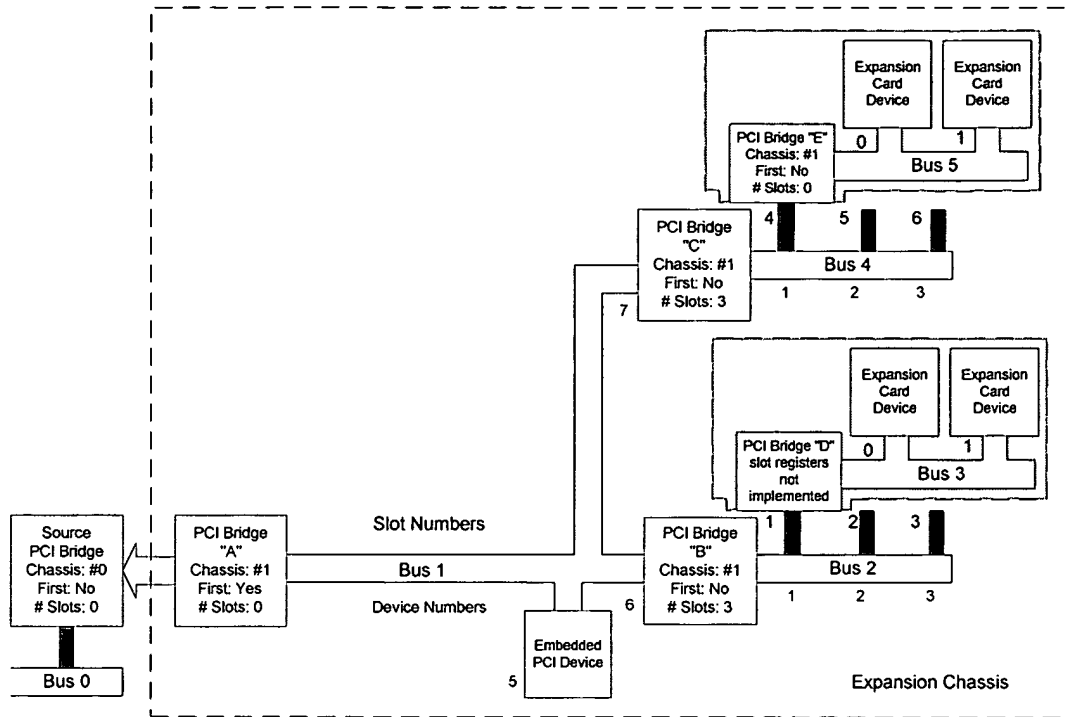 Expansion
Card
Device
Expansion
Card
Device
PCI Bridge "E"
Chassis: #1
First: No
# Slots: 0
0
1
Bus 5
4
5
6
PCI Bridge
"C"
Chassis: #1
First: No
# Slots: 3
7
Bus 4
1
2
3
Expansion
Card
Device
Expansion
Card
Device
PCI Bridge "D"
slot registers
not
implemented
0
1
Bus 3
1
2
3
Source
PCI Bridge
Chassis: #0
First: No
# Slots: 0
PCI Bridge
"A"
Chassis: #1
First: Yes
# Slots: 0
Slot Numbers
Bus 1
Device Numbers
PCI Bridge
"B"
Chassis: #1
First: No
# Slots: 3
6
Bus 2
1
2
3
Embedded
PCI Device
5
Bus 0
Expansion Chassis